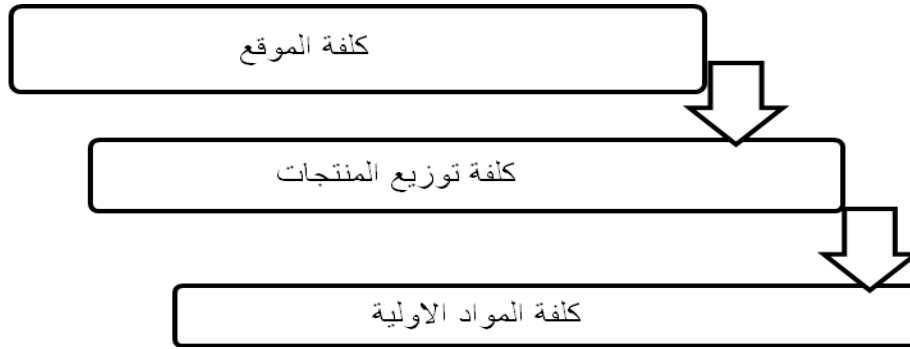 كلفة الموقع
كلفة توزيع المنتجات
كلفة المواد الاولية